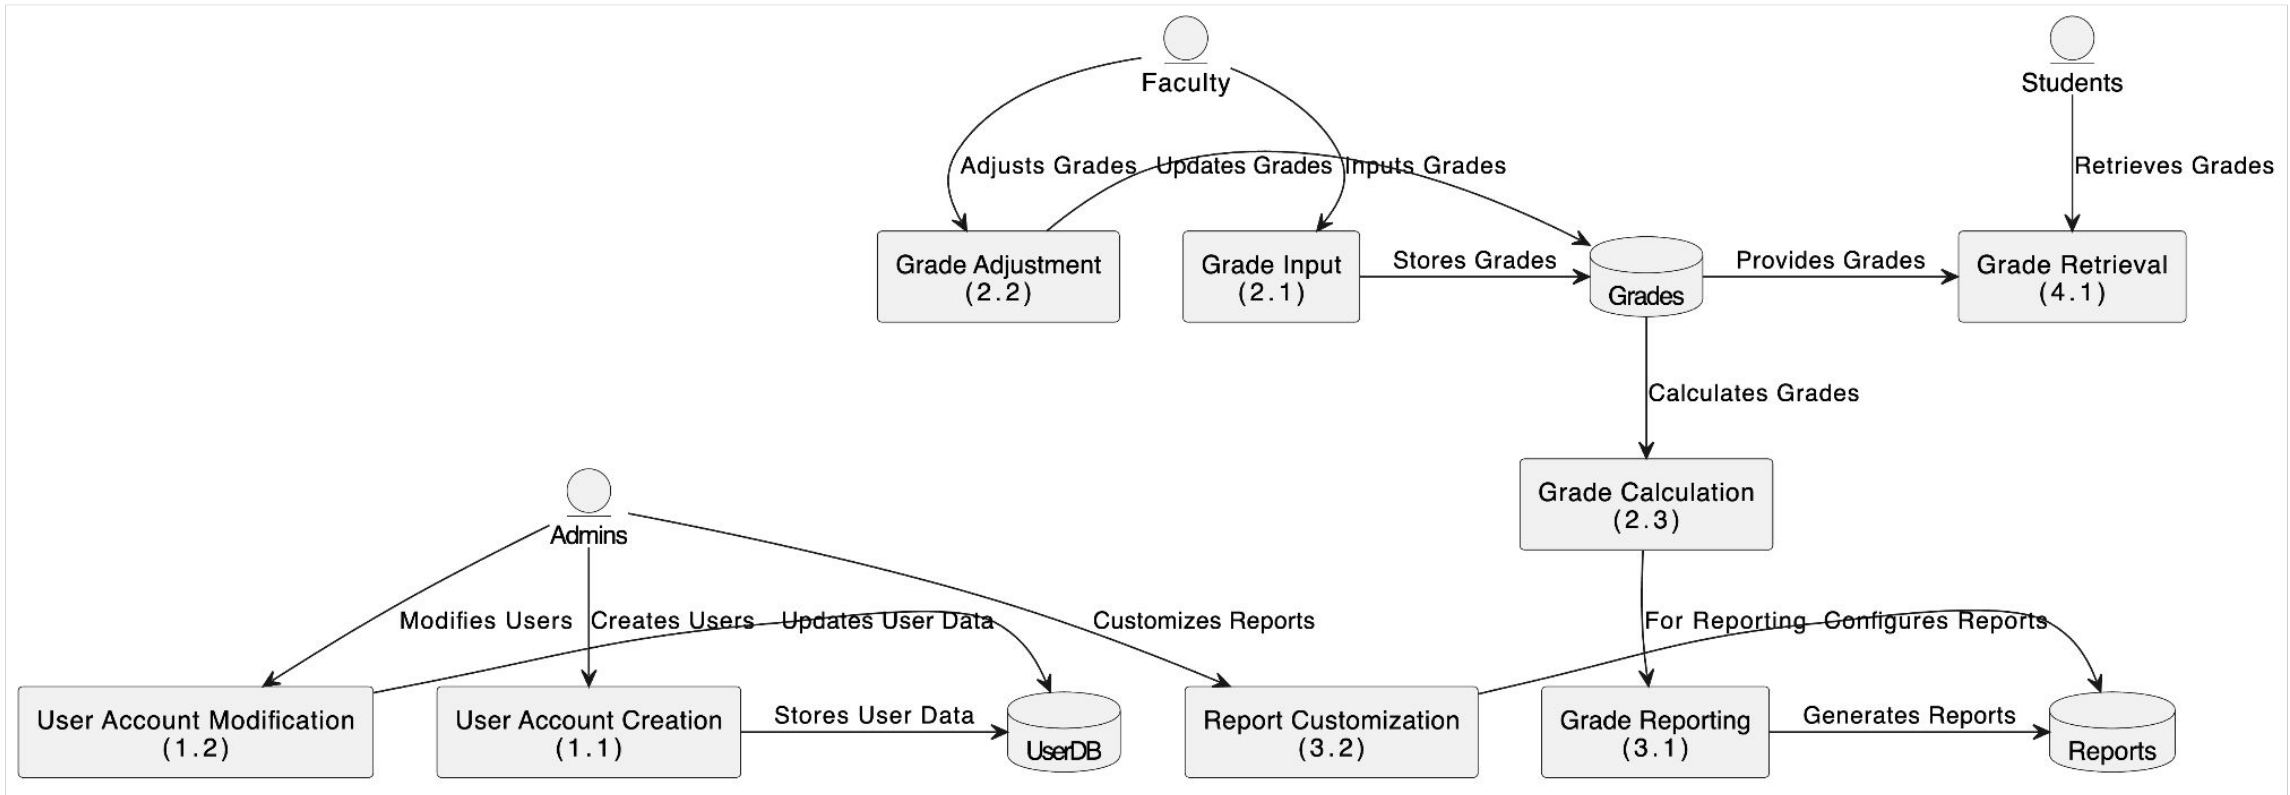 Faculty
Students
Adjusts Grades
Updates Grades
Inputs Grades
Retrieves Grades
Grade Adjustment
(2.2)
Grade Input
(2.1)
Stores Grades
Grades
Provides Grades
Grade Retrieval
(4.1)
Calculates Grades
Grade Calculation
(2.3)
Admins
Modifies Users
Creates Users
Updates User Data
Customizes Reports
For Reporting
Configures Reports
User Account Modification
(1.2)
User Account Creation
(1.1)
Stores User Data
UserDB
Report Customization
(3.2)
Grade Reporting
(3.1)
Generates Reports
Reports